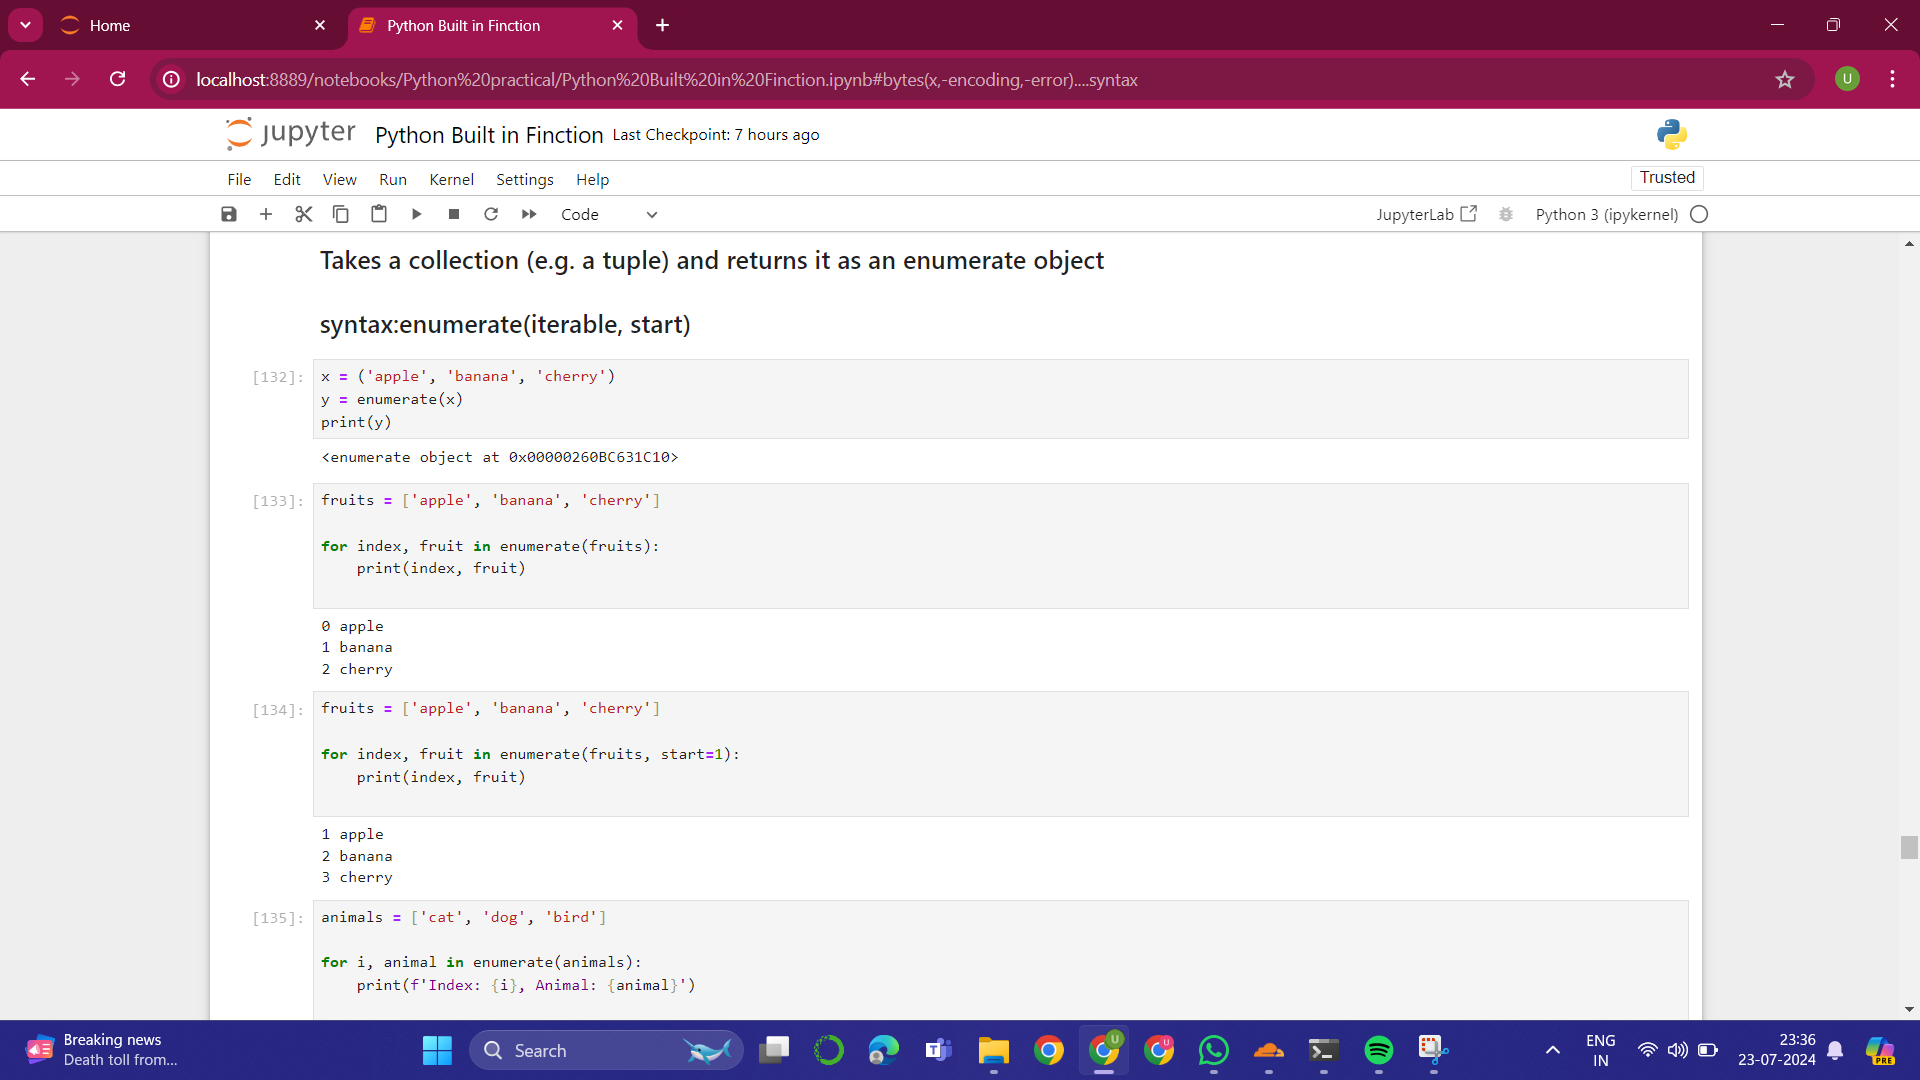 Home
Python Built in Finction
localhost:8889/notebooks/Python%20practical/Python%20Built%20in%20Finction.ipynb#bytes(x,-encoding,-error)....syntax
U
jupyter Python Built in Finction Last Checkpoint: 7 hours ago
File Edit View Run Kernel Settings Help
Trusted
Code
JupyterLab
Python 3 (ipykernel)
Takes a collection (e.g. a tuple) and returns it as an enumerate object
syntax:enumerate(iterable, start)
[132]:
x = ('apple', 'banana', 'cherry')
y = enumerate(x)
print(y)
<enumerate object at 0x00000260BC631C10>
[133]:
fruits = ['apple', 'banana', 'cherry']
for index, fruit in enumerate(fruits):
    print(index, fruit)
0 apple
1 banana
2 cherry
[134]:
fruits = ['apple', 'banana', 'cherry']
for index, fruit in enumerate(fruits, start=1):
    print(index, fruit)
1 apple
2 banana
3 cherry
[135]:
animals = ['cat', 'dog', 'bird']
for i, animal in enumerate(animals):
    print(f'Index: {i}, Animal: {animal}')
Breaking news
Death toll from...
Search
U
U
ENG
IN
23:36
23-07-2024
PRE